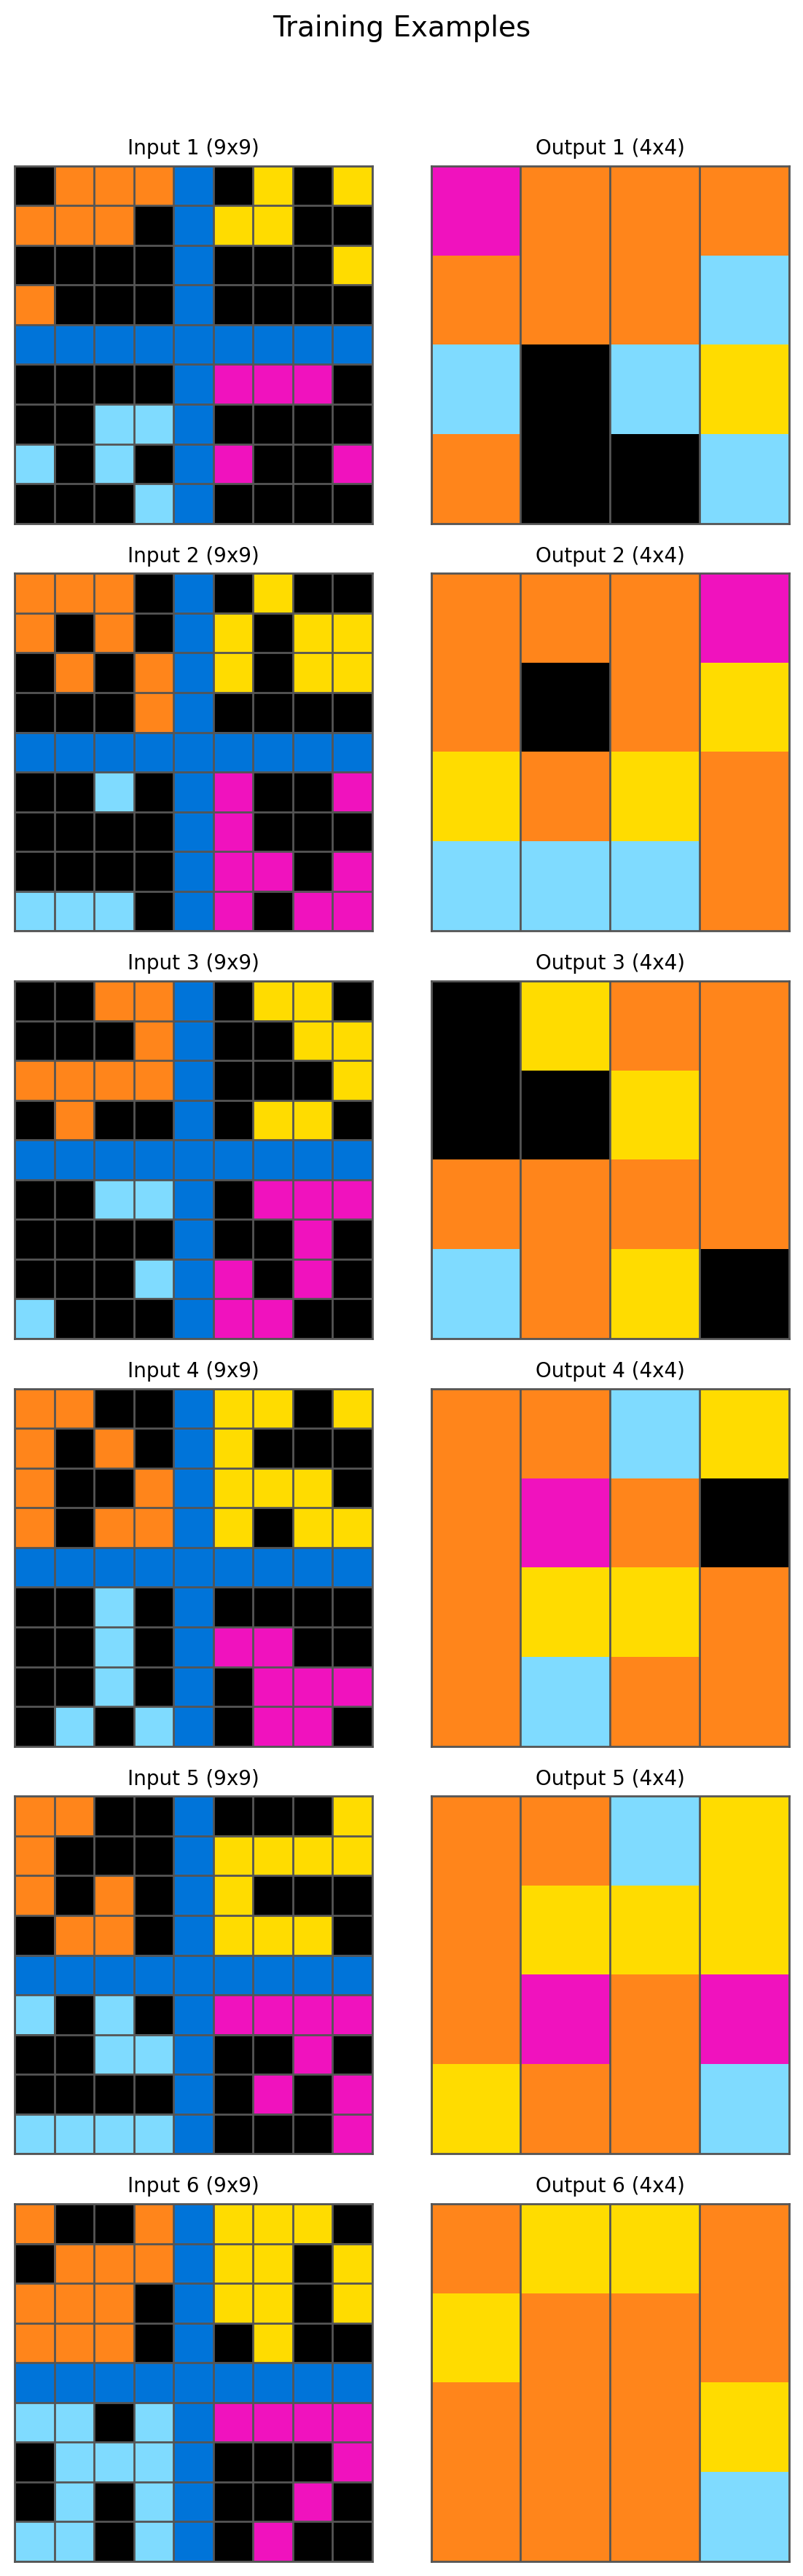 Training Examples
Input 1 (9x9)
Output 1 (4x4)
Input 2 (9x9)
Output 2 (4x4)
Input 3 (9x9)
Output 3 (4x4)
Input 4 (9x9)
Output 4 (4x4)
Input 5 (9x9)
Output 5 (4x4)
Input 6 (9x9)
Output 6 (4x4)